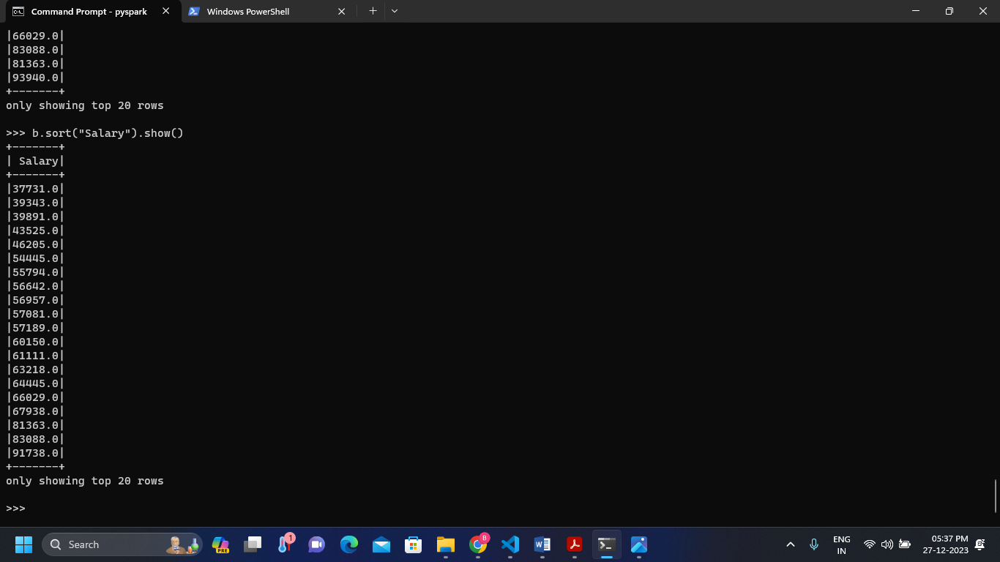 Command Prompt - pyspark
Windows PowerShell
|66029.0|
|83088.0|
|81363.0|
|93940.0|
+-------+
only showing top 20 rows
>>> b.sort("Salary").show()
+-------+
| Salary|
+-------+
|37731.0|
|39343.0|
|39891.0|
|43525.0|
|46205.0|
|54445.0|
|55794.0|
|56642.0|
|56957.0|
|57081.0|
|57189.0|
|60150.0|
|61111.0|
|63218.0|
|64445.0|
|66029.0|
|67938.0|
|81363.0|
|83088.0|
|91738.0|
+-------+
only showing top 20 rows
>>>
Search
PRE
1
B
ENG
IN
05:37 PM
27-12-2023